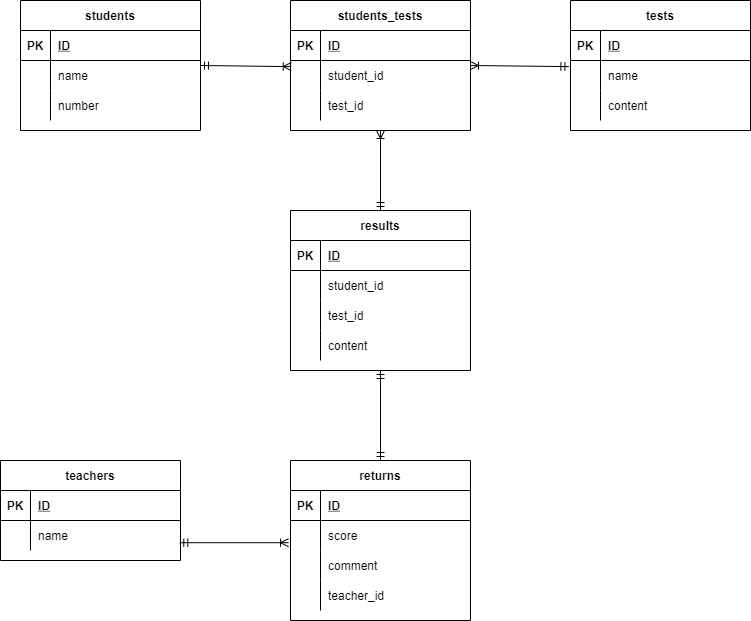 students
PK ID
name
number
students_tests
PK ID
student_id
test_id
tests
PK ID
name
content
results
PK ID
student_id
test_id
content
teachers
PK ID
name
returns
PK ID
score
comment
teacher_id